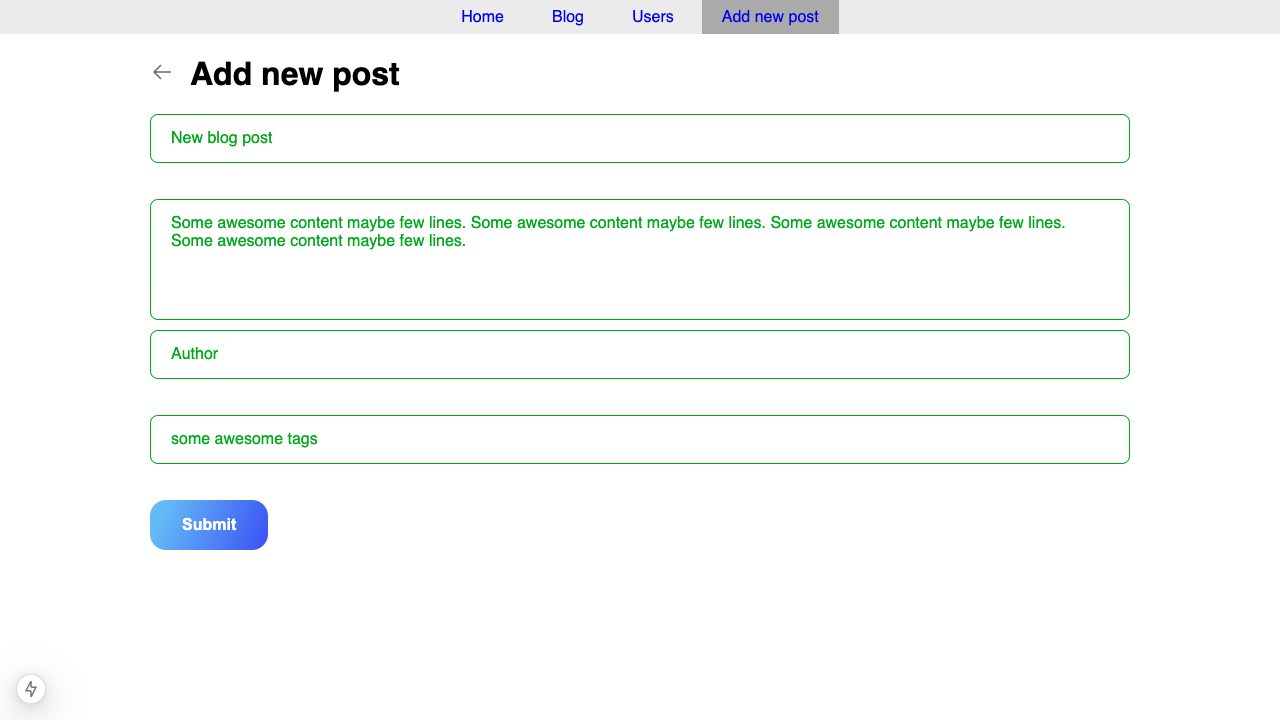 Home Blog Users Add new post
Add new post
New blog post
Some awesome content maybe few lines. Some awesome content maybe few lines. Some awesome content maybe few lines.
Some awesome content maybe few lines.
Author
some awesome tags
Submit